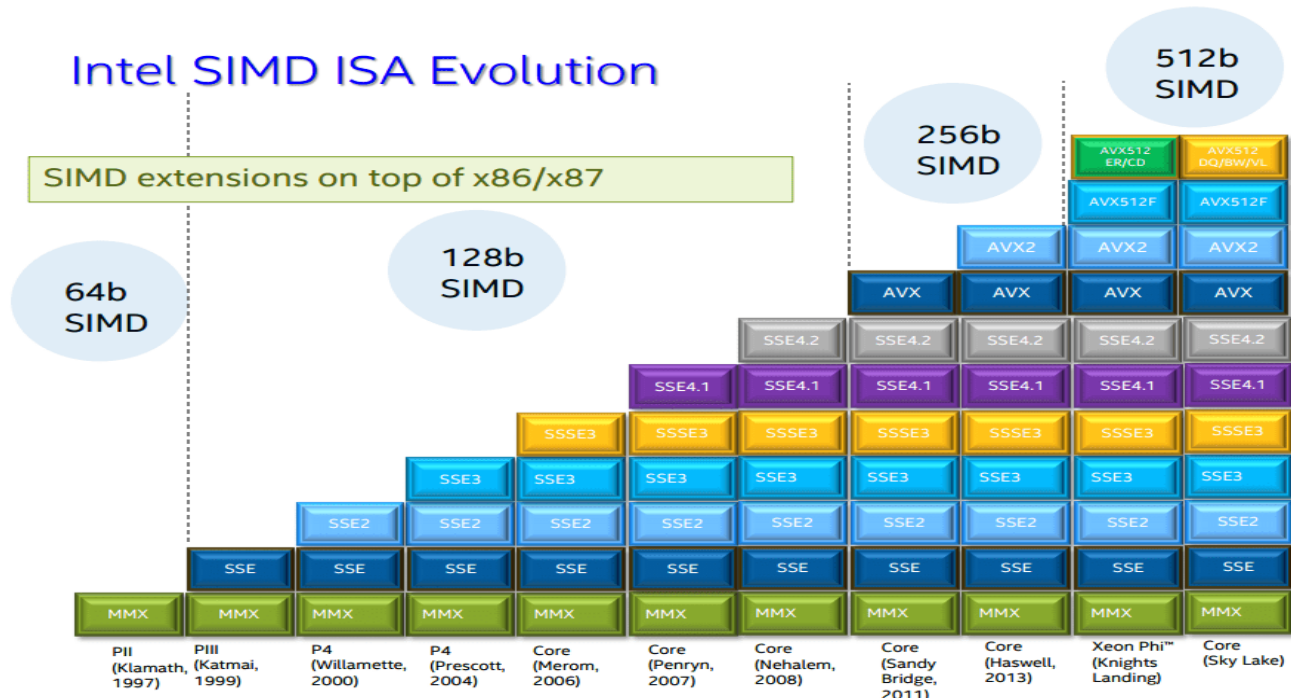 Intel SIMD ISA Evolution
SIMD extensions on top of x86/x87
64b
SIMD
128b
SIMD
256b
SIMD
512b
SIMD
AVX512
ER/CD
AVX512
DQ/BW/VL
AVX512F
AVX512F
AVX2
AVX2
AVX2
AVX
AVX
AVX
AVX
SSE4.2
SSE4.2
SSE4.2
SSE4.2
SSE4.2
SSE4.1
SSE4.1
SSE4.1
SSE4.1
SSE4.1
SSE4.1
SSSE3
SSSE3
SSSE3
SSSE3
SSSE3
SSSE3
SSSE3
SSE3
SSE3
SSE3
SSE3
SSE3
SSE3
SSE3
SSE3
SSE2
SSE2
SSE2
SSE2
SSE2
SSE2
SSE2
SSE2
SSE2
SSE
SSE
SSE
SSE
SSE
SSE
SSE
SSE
SSE
SSE
MMX
MMX
MMX
MMX
MMX
MMX
MMX
MMX
MMX
MMX
MMX
PII
(Klamath,
1997)
PIII
(Katmai,
1999)
P4
(Willamette,
2000)
P4
(Prescott,
2004)
Core
(Merom,
2006)
Core
(Penryn,
2007)
Core
(Nehalem,
2008)
Core
(Sandy
Bridge,
2011)
Core
(Haswell,
2013)
Xeon Phi™
(Knights
Landing)
Core
(Sky Lake)